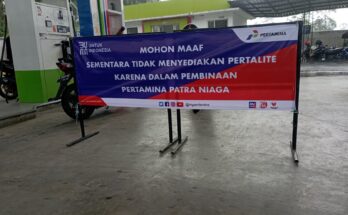 UNTUK
INDONESIA
PERTAMINA
MOHON MAAF
SEMENTARA TIDAK MENYEDIAKAN PERTALITE
KARENA DALAM PEMBINAAN
PERTAMINA PATRA NIAGA